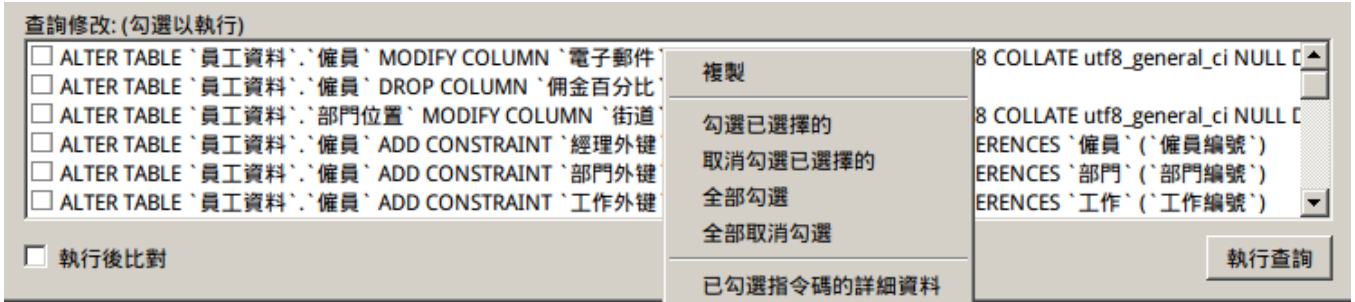 查詢修改: (勾選以執行)
ALTER TABLE `員工資料`.`僱員` MODIFY COLUMN `電子郵件` 8 COLLATE utf8_general_ci NULL D
ALTER TABLE `員工資料`.`僱員` DROP COLUMN `佣金百分比`
ALTER TABLE `員工資料`.`部門位置` MODIFY COLUMN `街道` 8 COLLATE utf8_general_ci NULL D
ALTER TABLE `員工資料`.`僱員` ADD CONSTRAINT `經理外键` ERENCES `僱員` (`僱員編號`)
ALTER TABLE `員工資料`.`僱員` ADD CONSTRAINT `部門外键` ERENCES `部門` (`部門編號`)
ALTER TABLE `員工資料`.`僱員` ADD CONSTRAINT `工作外键` ERENCES `工作` (`工作編號`)
複製
勾選已選擇的
取消勾選已選擇的
全部勾選
全部取消勾選
已勾選指令碼的詳細資料
執行後比對
執行查詢